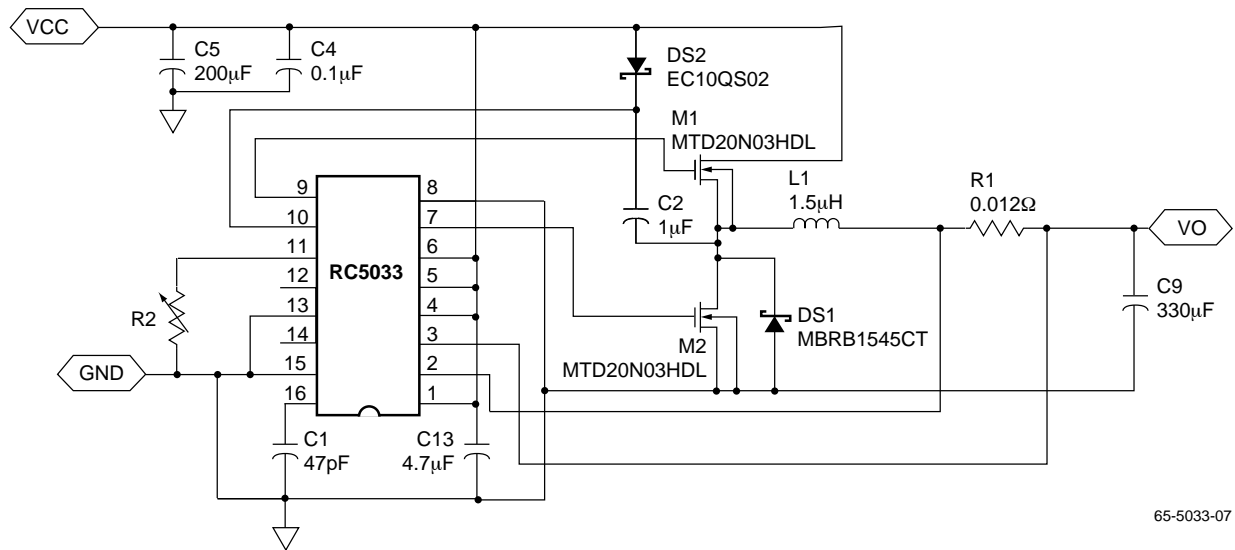 VCC
C5
200µF
C4
0.1µF
DS2
EC10QS02
M1
MTD20N03HDL
L1
1.5µH
R1
0.012Ω
C2
1µF
VO
9
10
11
12
13
14
15
16
RC5033
8
7
6
5
4
3
2
1
R2
GND
C1
47pF
C13
4.7µF
M2
MTD20N03HDL
DS1
MBRB1545CT
C9
330µF
65-5033-07